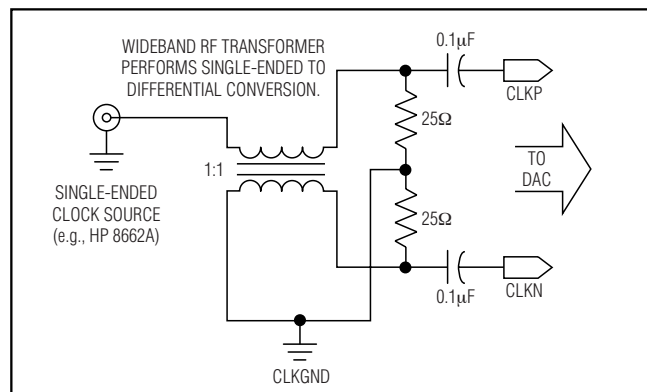 WIDEBAND RF TRANSFORMER
PERFORMS SINGLE-ENDED TO
DIFFERENTIAL CONVERSION.
0.1µF
CLKP
25Ω
1:1
TO
DAC
SINGLE-ENDED
CLOCK SOURCE
(e.g., HP 8662A)
25Ω
0.1µF
CLKN
CLKGND